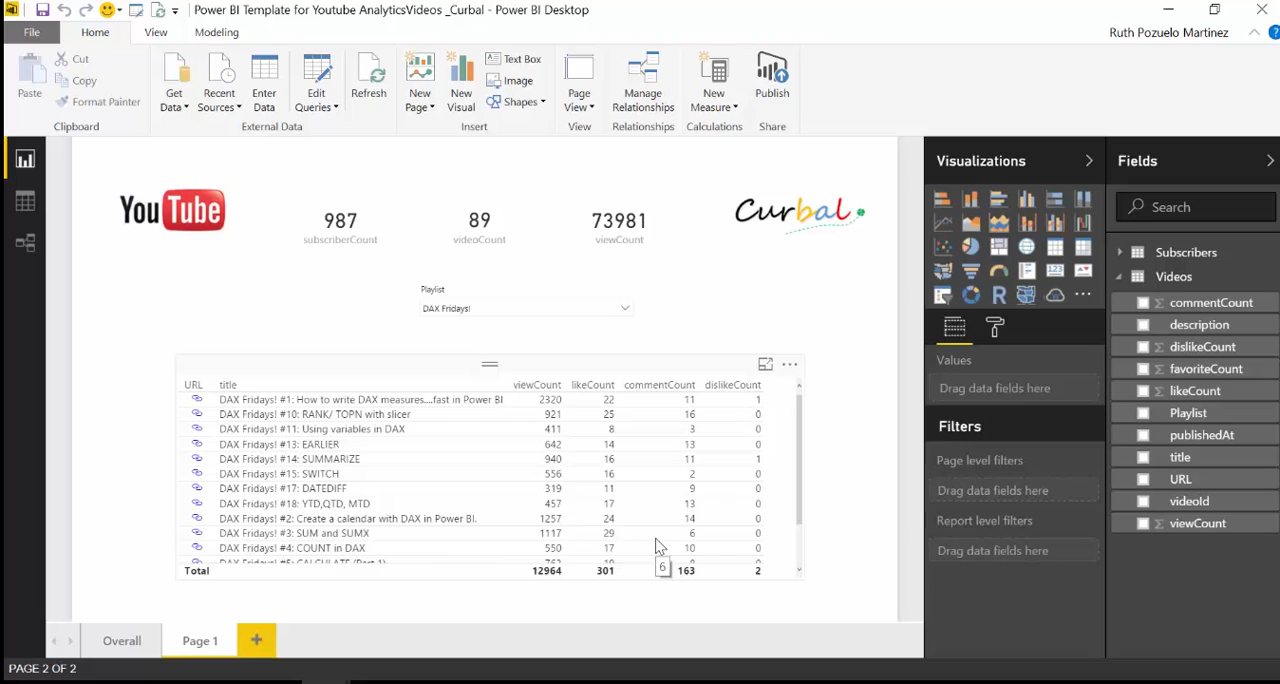 Power BI Template for Youtube AnalyticsVideos _Curbal - Power BI Desktop
File Home View Modeling Ruth Pozuelo Martinez
Paste
Cut
Copy
Format Painter
Clipboard
Get Data
Recent Sources
Enter Data
Edit Queries
Refresh
External Data
New Page
New Visual
Text Box
Image
Shapes
Insert
Page View
View
Manage Relationships
Relationships
New Measure
Calculations
Publish
Share
YouTube
987
subscriberCount
89
videoCount
73981
viewCount
Curbal
Playlist
DAX Fridays!
URL title viewCount likeCount commentCount dislikeCount
DAX Fridays! #1: How to write DAX measures....fast in Power BI 2320 22 11 1
DAX Fridays! #10: RANK/ TOPN with slicer 921 25 16 0
DAX Fridays! #11: Using variables in DAX 411 8 3 0
DAX Fridays! #13: EARLIER 642 14 13 0
DAX Fridays! #14: SUMMARIZE 940 16 11 1
DAX Fridays! #15: SWITCH 556 16 2 0
DAX Fridays! #17: DATEDIFF 319 11 9 0
DAX Fridays! #18: YTD,QTD, MTD 457 17 13 0
DAX Fridays! #2: Create a calendar with DAX in Power BI. 1257 24 14 0
DAX Fridays! #3: SUM and SUMX 1117 29 6 0
DAX Fridays! #4: COUNT in DAX 550 17 10 0
DAX Fridays! #5: CALCULATE (Part 1)
Total 12964 301 163 2
6
Visualizations
Values
Drag data fields here
Filters
Page level filters
Drag data fields here
Report level filters
Drag data fields here
Fields
Search
Subscribers
Videos
commentCount
description
dislikeCount
favoriteCount
likeCount
Playlist
publishedAt
title
URL
videoId
viewCount
Overall Page 1
PAGE 2 OF 2